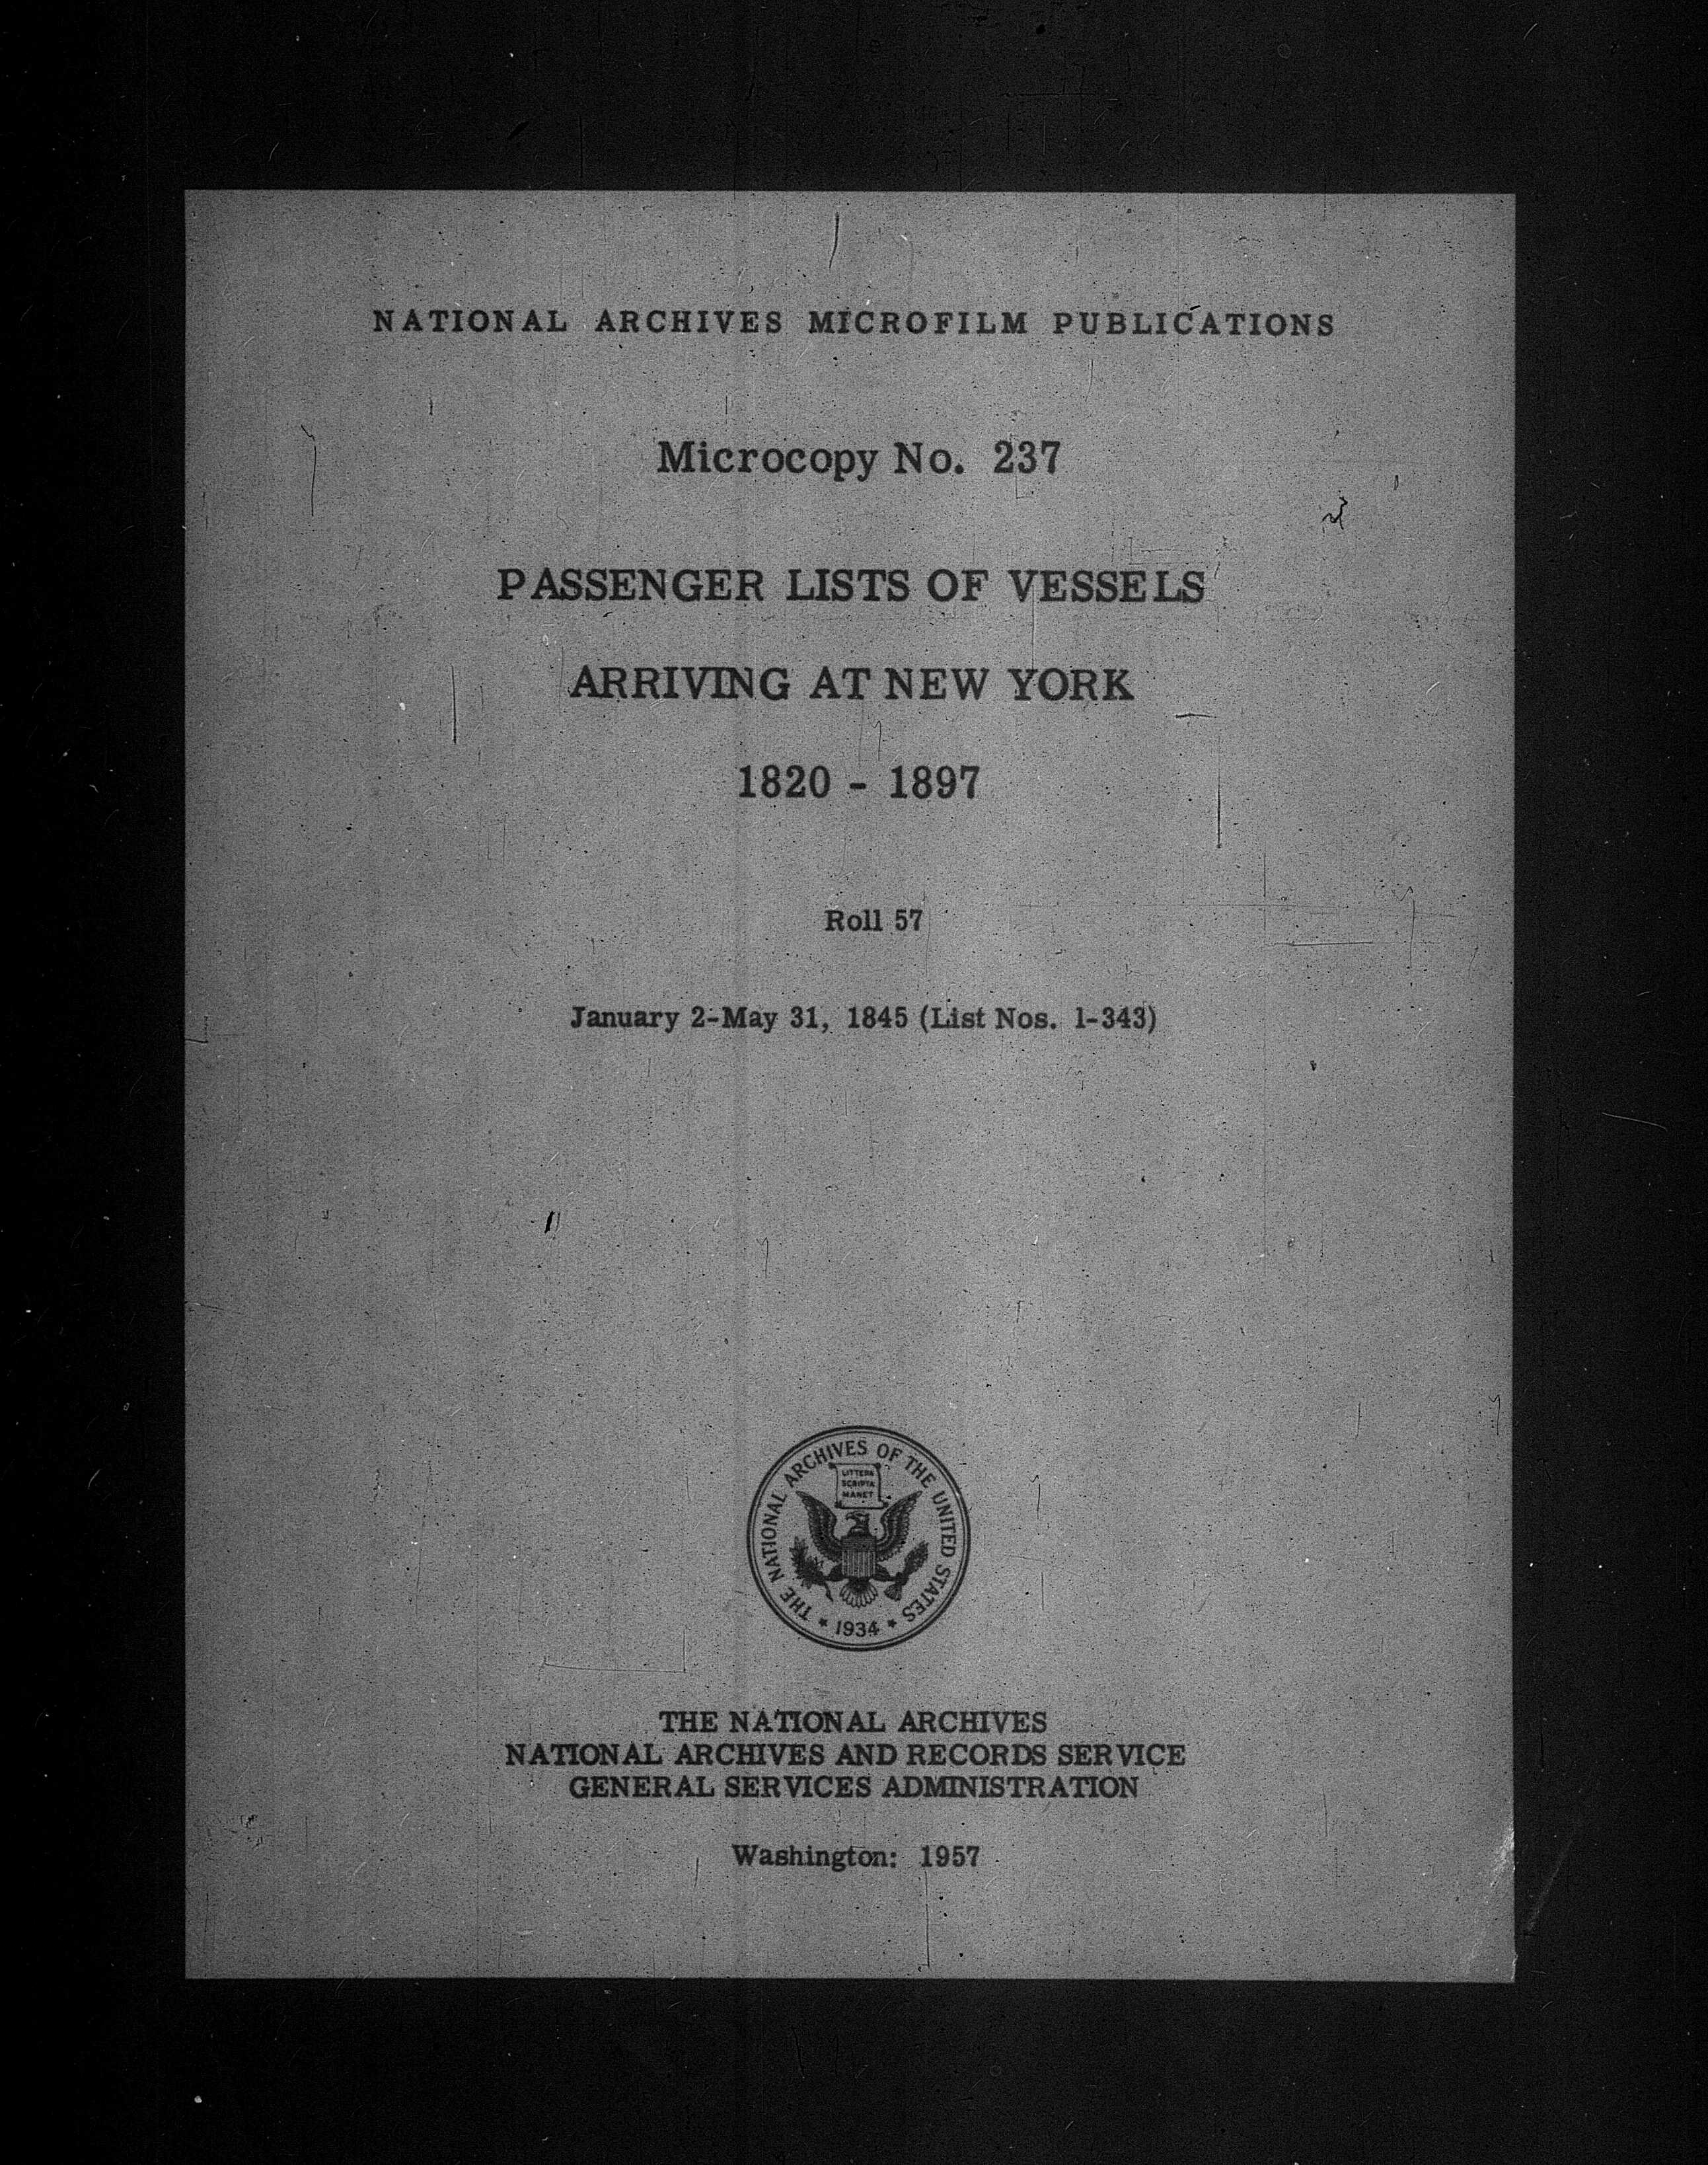 NATIONAL ARCHIVES MICROFILM PUBLICATIONS
Microcopy No. 237
PASSENGER LISTS OF VESSELS
ARRIVING AT NEW YORK
1820 - 1897
Roll 57
January 2-May 31, 1845 (List Nos. 1-343)
THE NATIONAL ARCHIVES OF THE UNITED STATES
LITTERA
SCRIPTA
MANET
★ 1934 ★
THE NATIONAL ARCHIVES
NATIONAL ARCHIVES AND RECORDS SERVICE
GENERAL SERVICES ADMINISTRATION
Washington: 1957